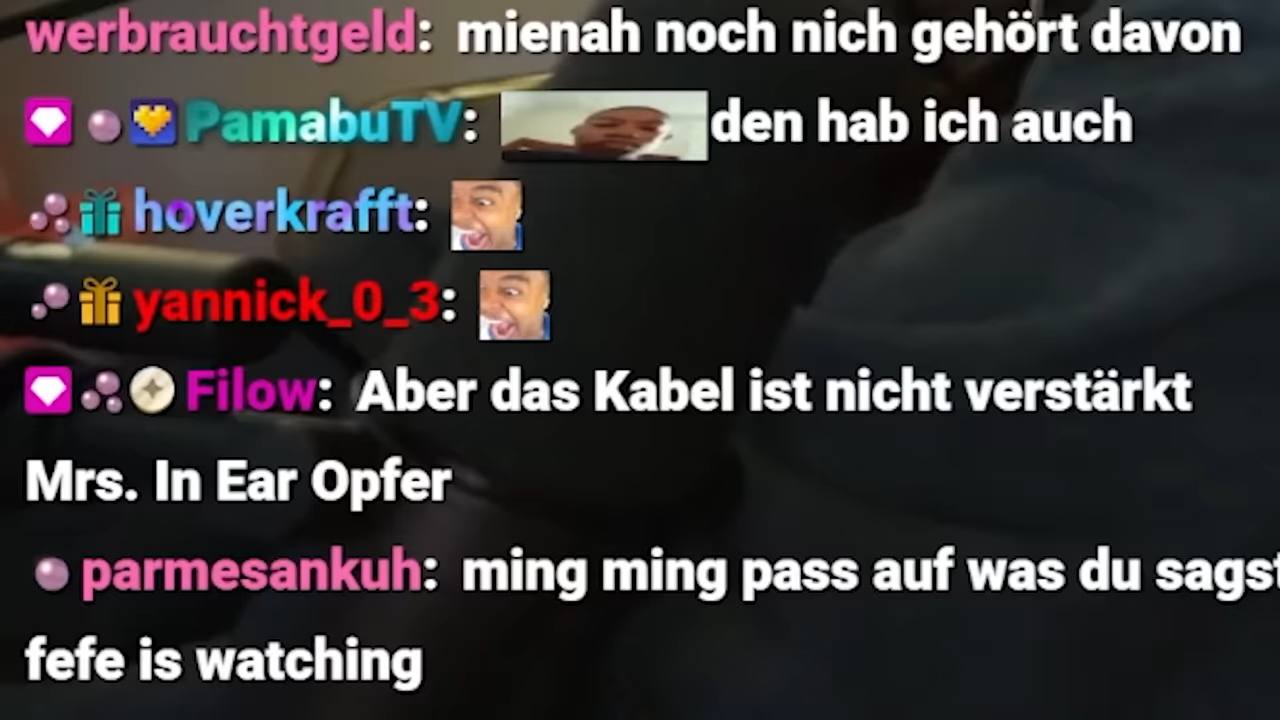 werbrauchtgeld: mienah noch nich gehört davon
PamabuTV: den hab ich auch
hoverkrafft:
yannick_0_3:
Filow: Aber das Kabel ist nicht verstärkt
Mrs. In Ear Opfer
parmesankuh: ming ming pass auf was du sagst
fefe is watching